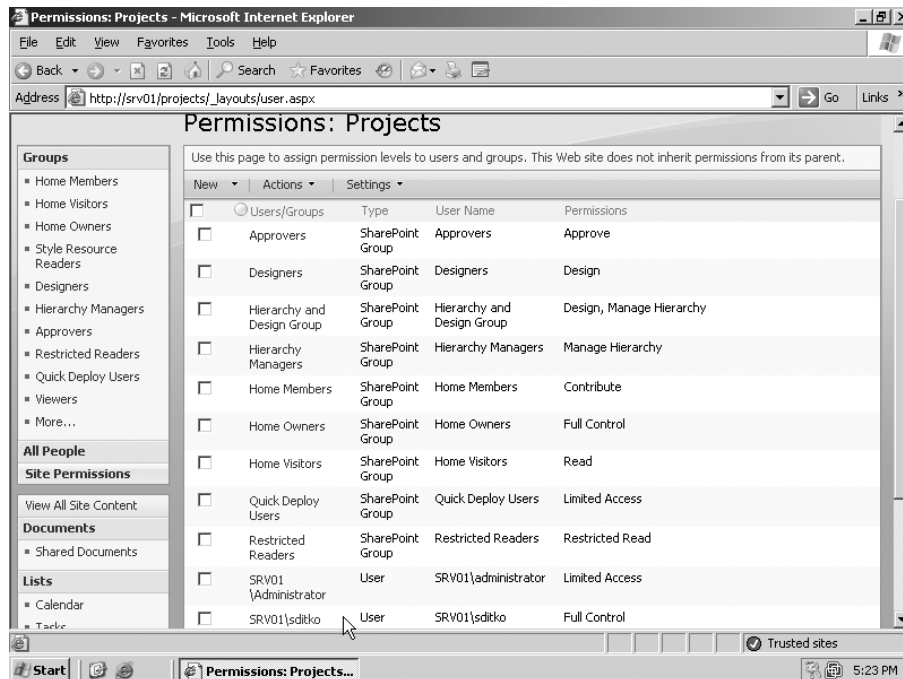 Permissions: Projects - Microsoft Internet Explorer
File Edit View Favorites Tools Help
Back Search Favorites
Address http://srv01/projects/_layouts/user.aspx Go Links
Permissions: Projects
Groups
Home Members
Home Visitors
Home Owners
Style Resource
Readers
Designers
Hierarchy Managers
Approvers
Restricted Readers
Quick Deploy Users
Viewers
More...
All People
Site Permissions
View All Site Content
Documents
Shared Documents
Lists
Calendar
Tasks
Use this page to assign permission levels to users and groups. This Web site does not inherit permissions from its parent.
New Actions Settings
Users/Groups Type User Name Permissions
Approvers SharePoint Approvers Approve
Group
Designers SharePoint Designers Design
Group
Hierarchy and SharePoint Hierarchy and Design, Manage Hierarchy
Design Group Group Design Group
Hierarchy SharePoint Hierarchy Managers Manage Hierarchy
Managers Group
Home Members SharePoint Home Members Contribute
Group
Home Owners SharePoint Home Owners Full Control
Group
Home Visitors SharePoint Home Visitors Read
Group
Quick Deploy SharePoint Quick Deploy Users Limited Access
Users Group
Restricted SharePoint Restricted Readers Restricted Read
Readers Group
SRV01 User SRV01\administrator Limited Access
\Administrator
SRV01\sditko User SRV01\sditko Full Control
Trusted sites
Start Permissions: Projects... 5:23 PM